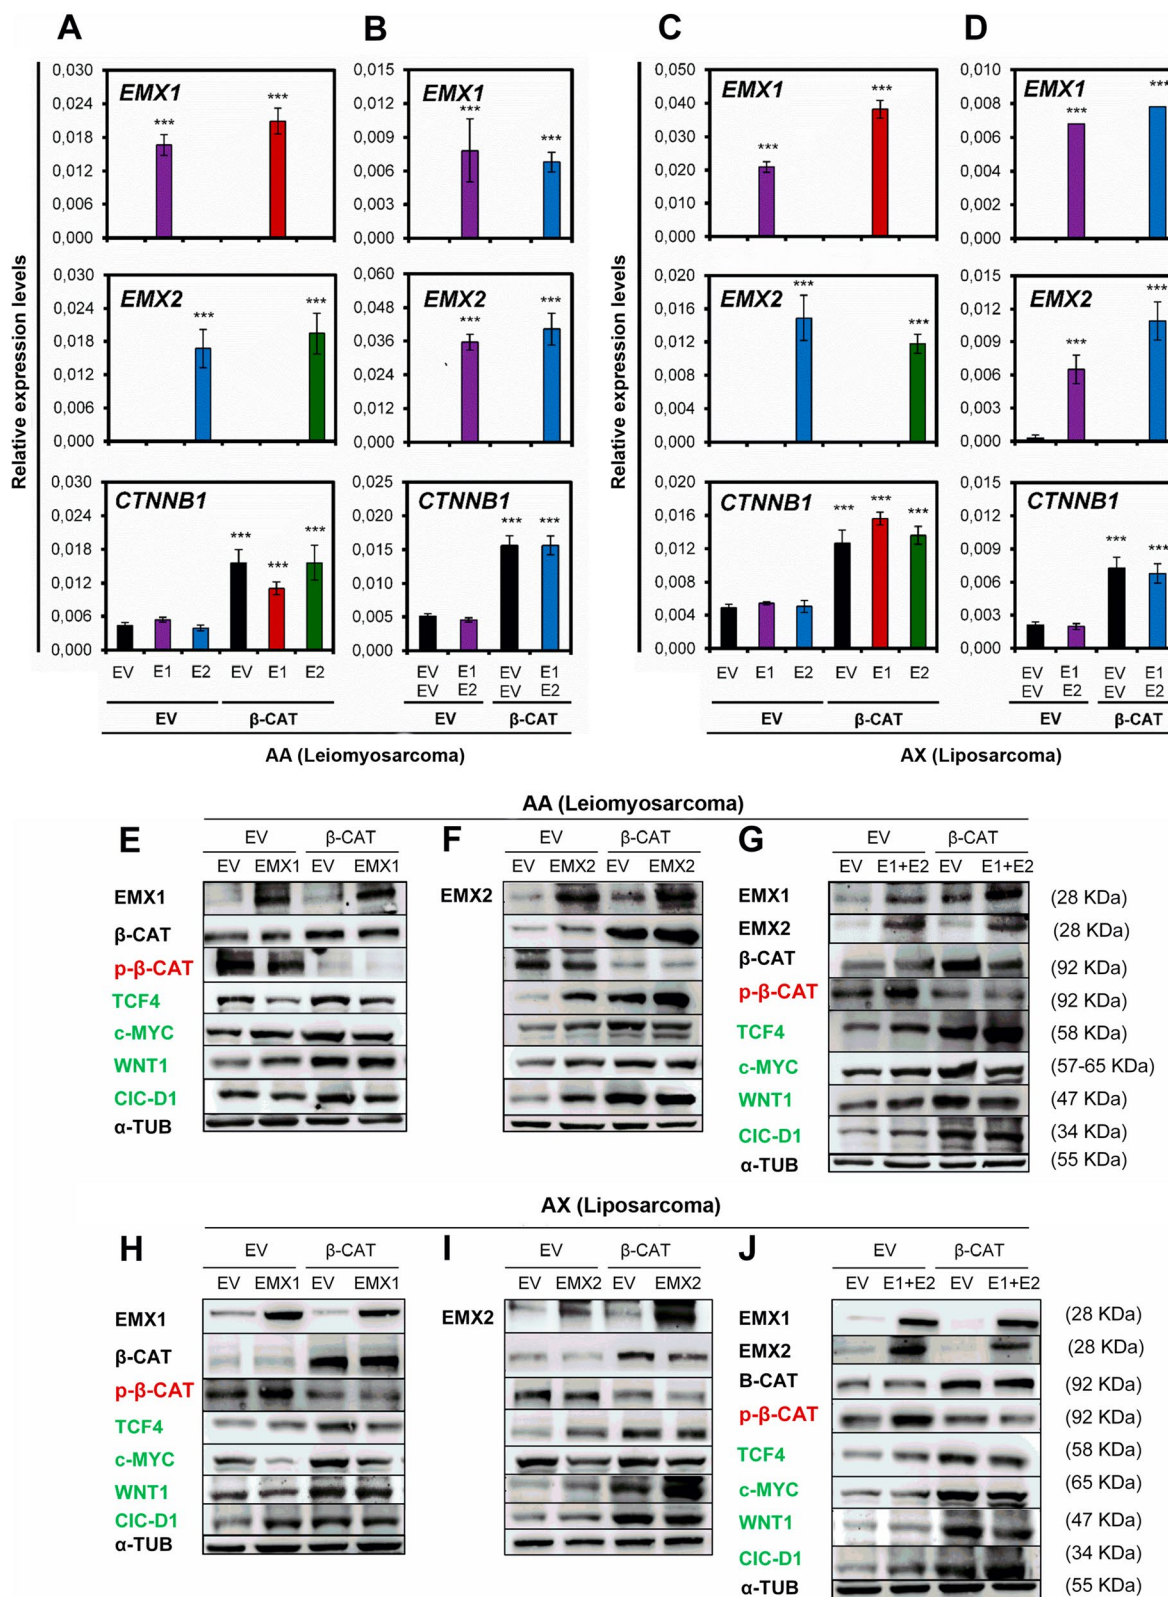 A B C D
Relative expression levels
EMX1
0,030
0,024
0,018
0,012
0,006
0,000
*** ***
EMX1
0,015
0,012
0,009
0,006
0,003
0,000
*** ***
Relative expression levels
EMX1
0,050
0,040
0,030
0,020
0,010
0,000
*** ***
EMX1
0,010
0,008
0,006
0,004
0,002
0,000
*** ***
EMX2
0,030
0,024
0,018
0,012
0,006
0,000
*** ***
EMX2
0,060
0,048
0,036
0,024
0,012
0,000
*** ***
EMX2
0,020
0,016
0,012
0,008
0,004
0,000
*** ***
EMX2
0,015
0,012
0,009
0,006
0,003
0,000
*** ***
CTNNB1
0,030
0,024
0,018
0,012
0,006
0,000
*** *** ***
CTNNB1
0,025
0,020
0,015
0,010
0,005
0,000
*** ***
CTNNB1
0,020
0,016
0,012
0,008
0,004
0,000
*** *** ***
CTNNB1
0,015
0,012
0,009
0,006
0,003
0,000
*** ***
EV E1 E2 EV E1 E2
EV β-CAT
EV E1 EV E1
EV E2 EV E2
EV β-CAT
AA (Leiomyosarcoma)
EV E1 E2 EV E1 E2
EV β-CAT
EV E1 EV E1
EV E2 EV E2
EV β-CAT
AX (Liposarcoma)
AA (Leiomyosarcoma)
E
EV β-CAT
EV EMX1 EV EMX1
EMX1
β-CAT
p-β-CAT
TCF4
c-MYC
WNT1
CIC-D1
α-TUB
F
EV β-CAT
EV EMX2 EV EMX2
EMX2
G
EV β-CAT
EV E1+E2 EV E1+E2
EMX1 (28 KDa)
EMX2 (28 KDa)
β-CAT (92 KDa)
p-β-CAT (92 KDa)
TCF4 (58 KDa)
c-MYC (57-65 KDa)
WNT1 (47 KDa)
CIC-D1 (34 KDa)
α-TUB (55 KDa)
AX (Liposarcoma)
H
EV β-CAT
EV EMX1 EV EMX1
EMX1
β-CAT
p-β-CAT
TCF4
c-MYC
WNT1
CIC-D1
α-TUB
I
EV β-CAT
EV EMX2 EV EMX2
EMX2
J
EV β-CAT
EV E1+E2 EV E1+E2
EMX1 (28 KDa)
EMX2 (28 KDa)
B-CAT (92 KDa)
p-β-CAT (92 KDa)
TCF4 (58 KDa)
c-MYC (65 KDa)
WNT1 (47 KDa)
CIC-D1 (34 KDa)
α-TUB (55 KDa)